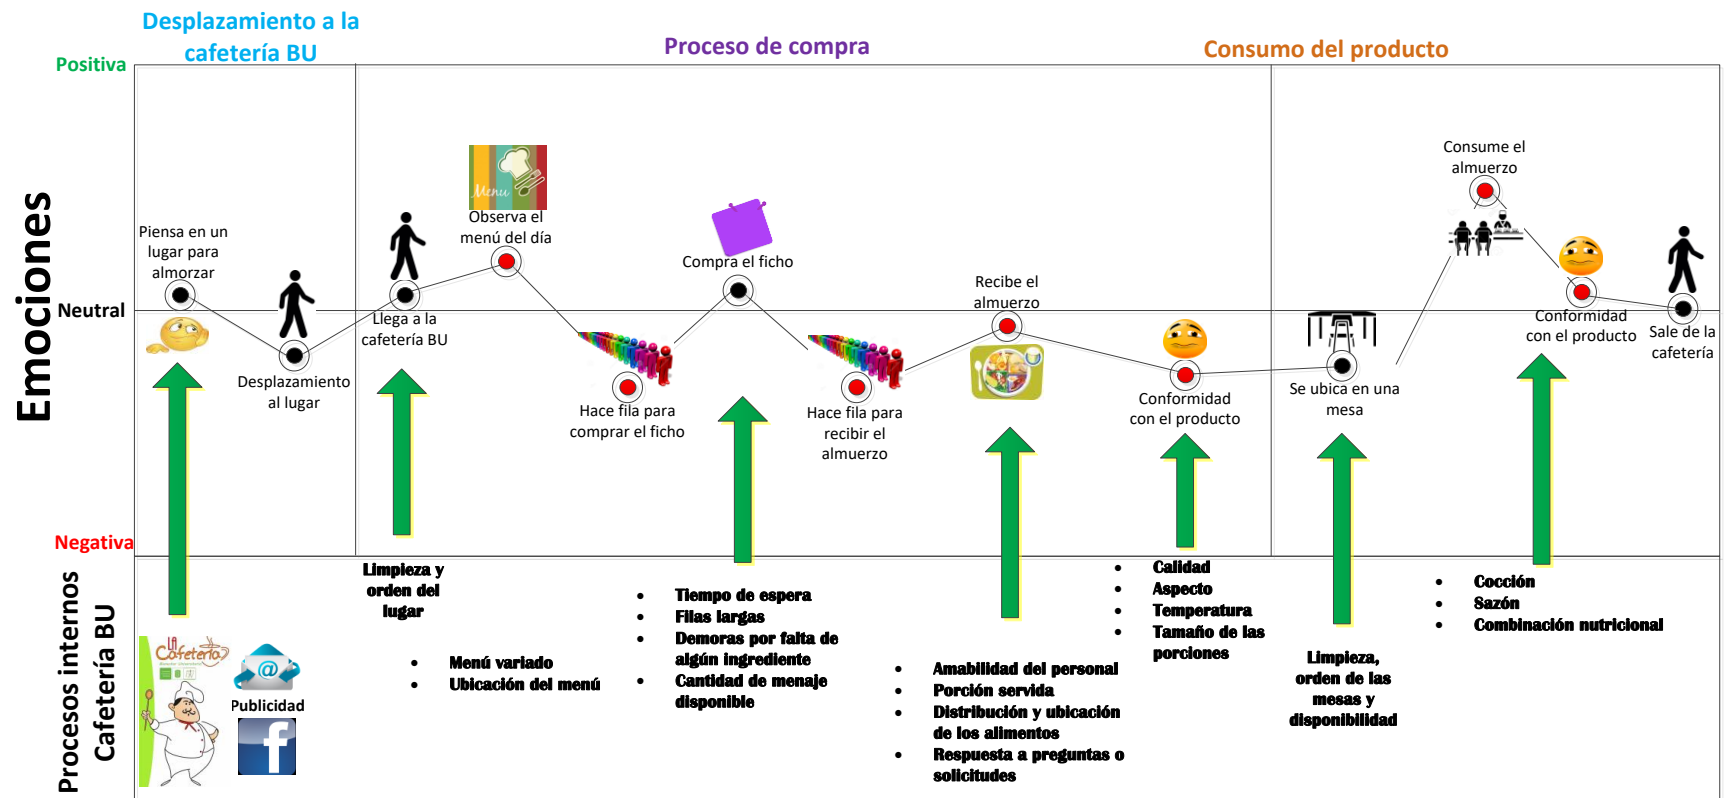 Desplazamiento a la
cafetería BU
Proceso de compra
Consumo del producto
Positiva
Emociones
Neutral
Negativa
Piensa en un
lugar para
almorzar
Desplazamiento
al lugar
Llega a la
cafetería BU
Menu
Observa el
menú del día
Hace fila para
comprar el ficho
Compra el ficho
Hace fila para
recibir el
almuerzo
Recibe el
almuerzo
Conformidad
con el producto
Se ubica en una
mesa
Consume el
almuerzo
Conformidad
con el producto
Sale de la
cafetería
Procesos internos
Cafetería BU
LA
Cafetería
@
Publicidad
f
Limpieza y
orden del
lugar
• Menú variado
• Ubicación del menú
• Tiempo de espera
• Filas largas
• Demoras por falta de
algún ingrediente
• Cantidad de menaje
disponible
• Amabilidad del personal
• Porción servida
• Distribución y ubicación
de los alimentos
• Respuesta a preguntas o
solicitudes
• Calidad
• Aspecto
• Temperatura
• Tamaño de las
porciones
Limpieza,
orden de las
mesas y
disponibilidad
• Cocción
• Sazón
• Combinación nutricional